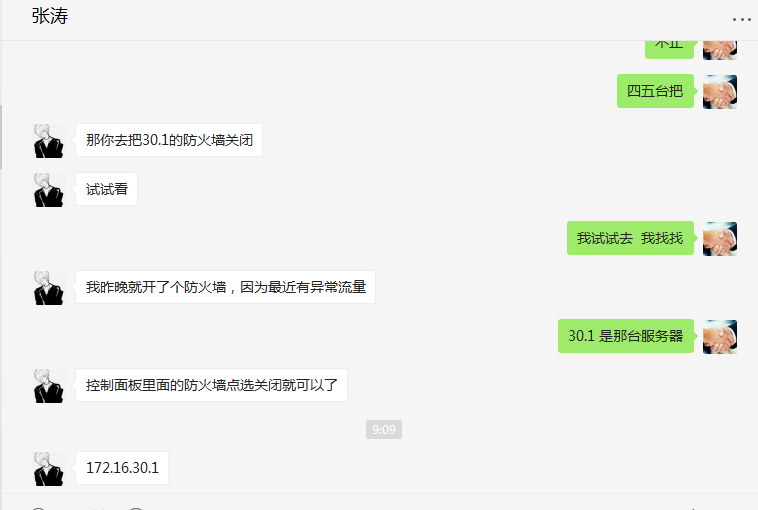 张涛
四五台把
那你去把30.1的防火墙关闭
试试看
我试试去 我找找
我昨晚就开了个防火墙，因为最近有异常流量
30.1 是那台服务器
控制面板里面的防火墙点选关闭就可以了
9:09
172.16.30.1